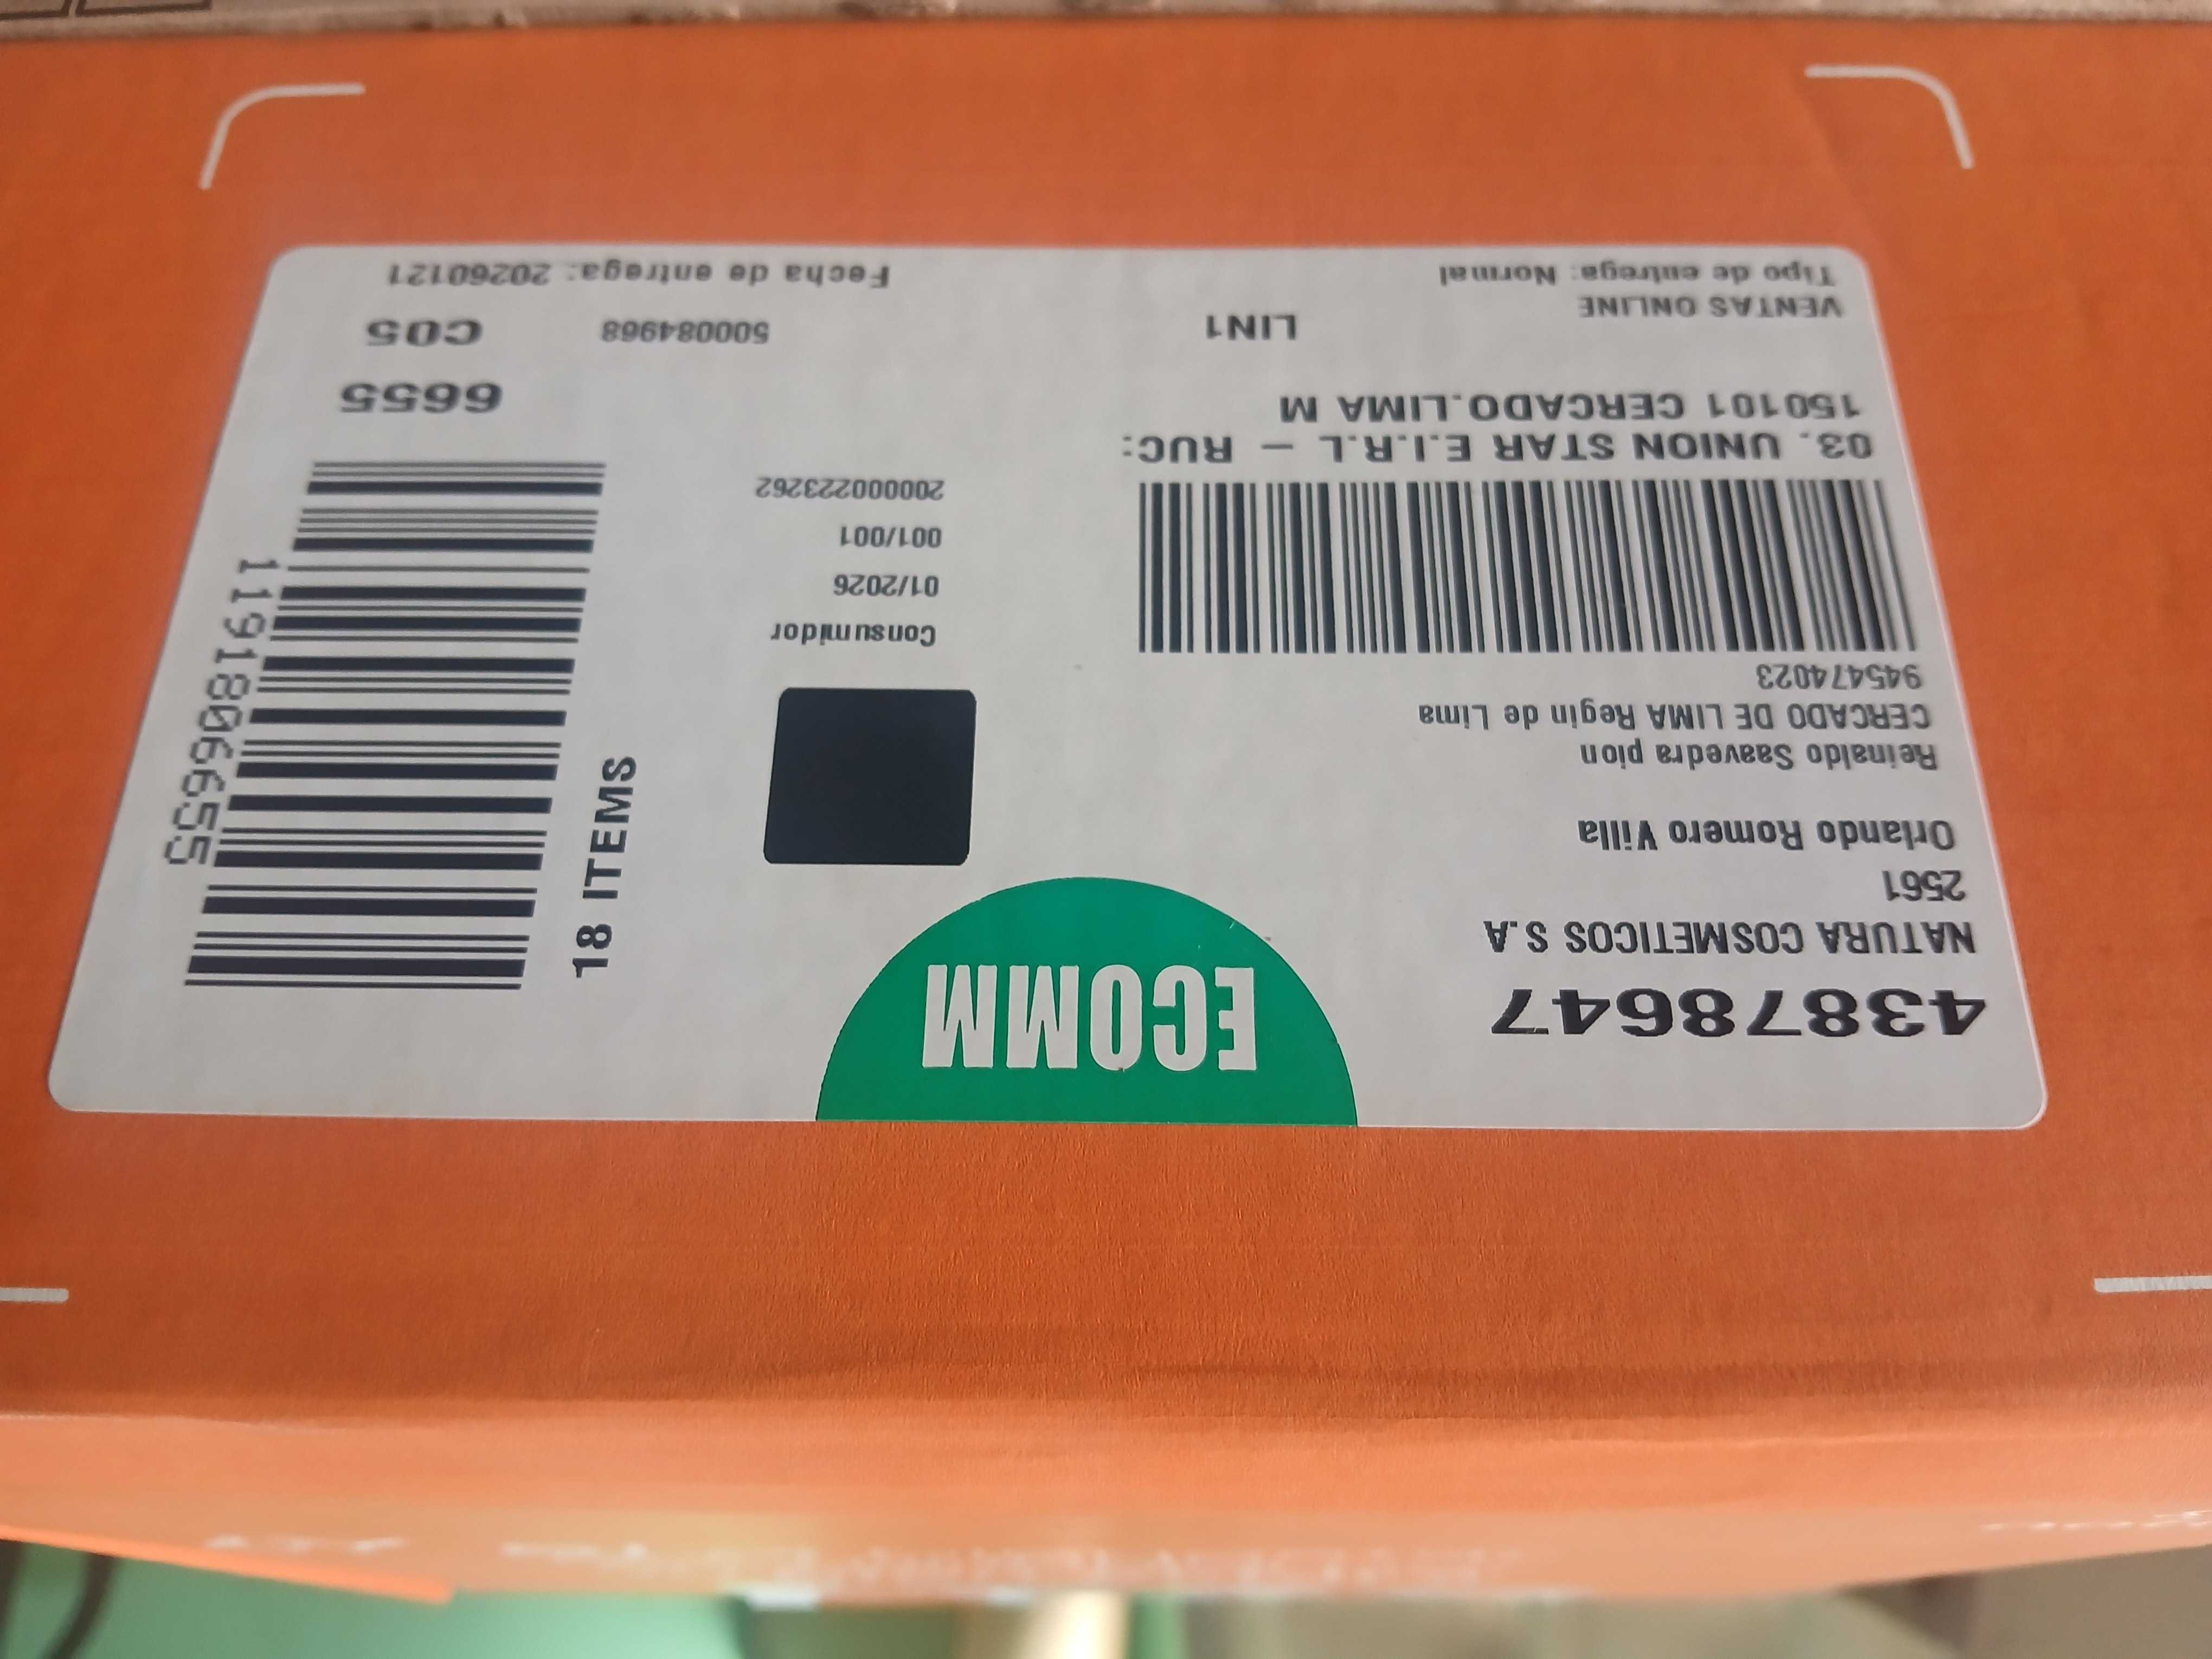 43878647
NATURA COSMETICOS S.A
2561
Orlando Romero Villa
Reinaldo Saavedra pion
CERCADO DE LIMA Regin de Lima
945474023
03. UNION STAR E.I.R.L - RUC:
150101 CERCADO.LIMA M
VENTAS ONLINE
LIN1
Tipo de entrega: Normal
ECOMM
Consumidor
01/2026
001/001
20000022326​2
18 ITEMS
1191806655
6655
500084968
C05
Fecha de entrega: 20260121